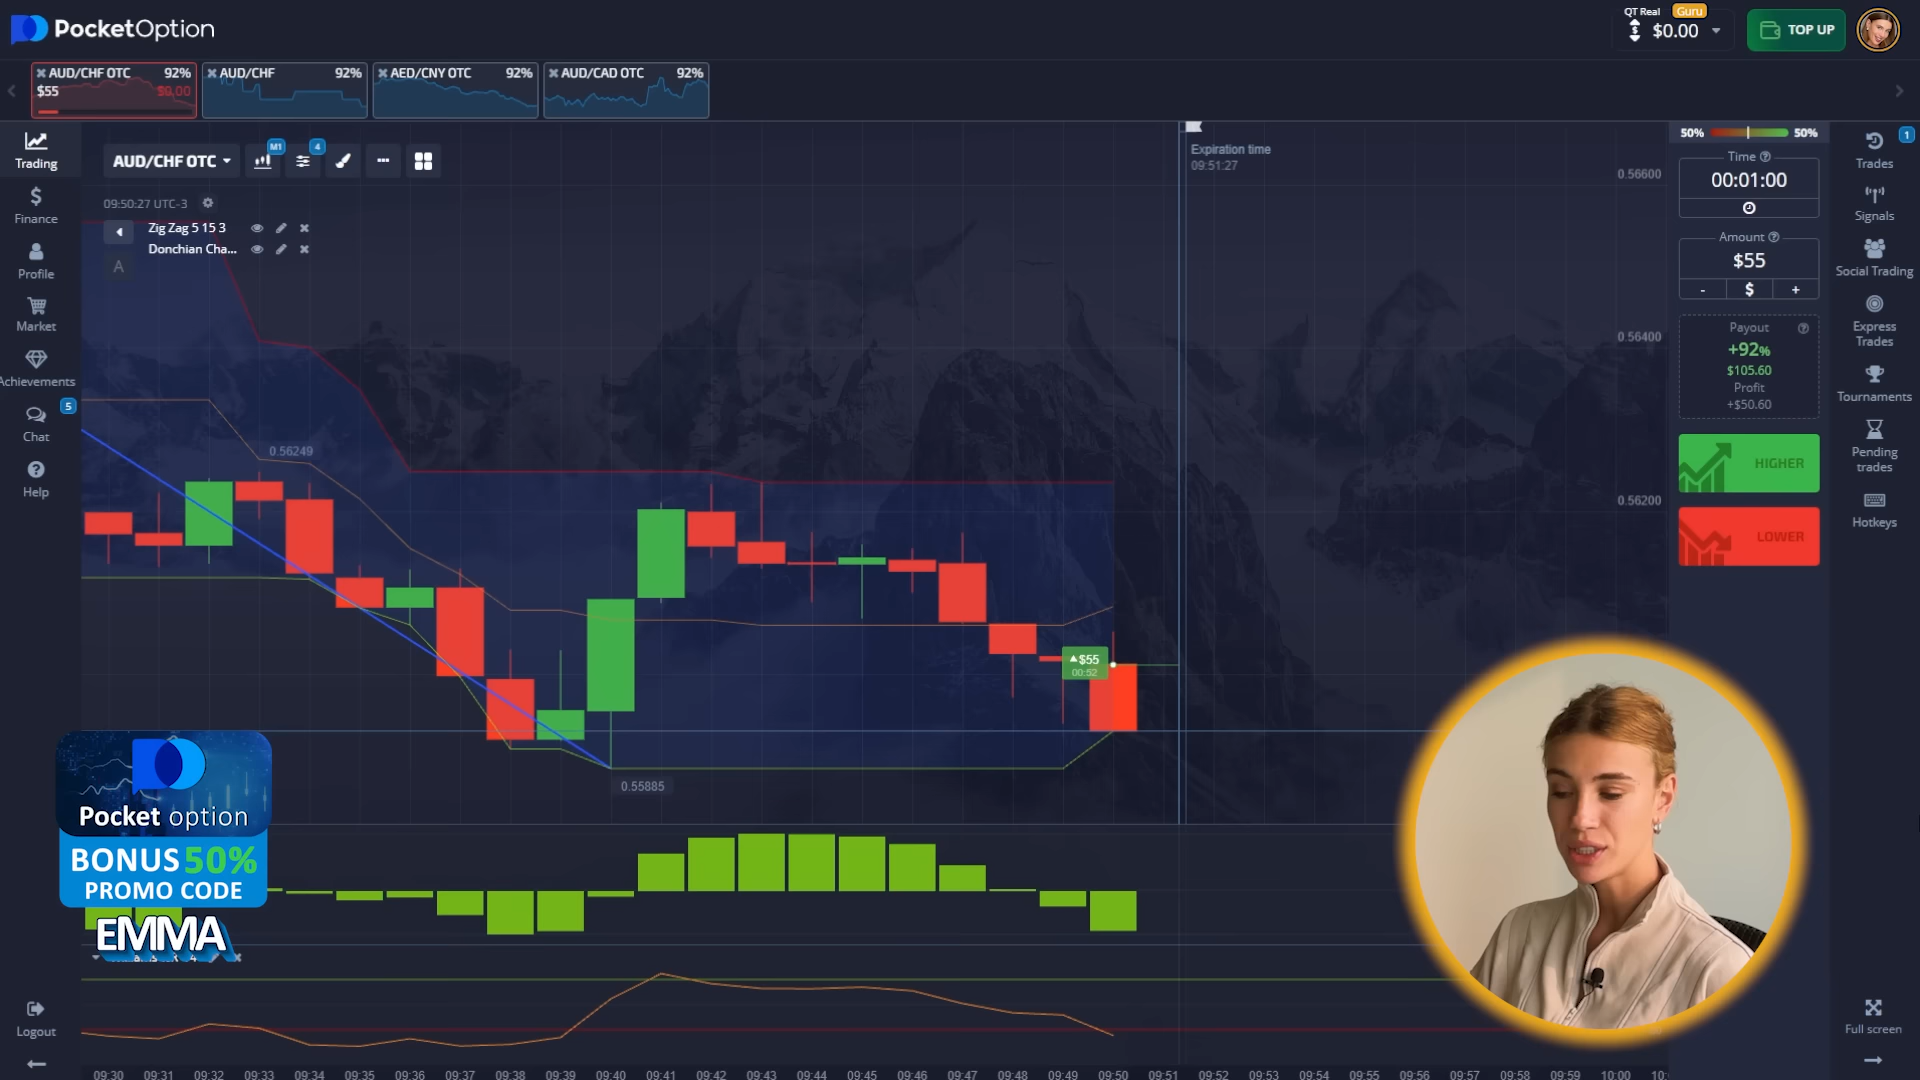 PocketOption
QT Real
Guru
$0.00
TOP UP
AUD/CHF OTC 92%
$55 $0.00
AUD/CHF 92%
AED/CNY OTC 92%
AUD/CAD OTC 92%
Trading
Finance
Profile
Market
Achievements
5
Chat
Help
Logout
AUD/CHF OTC
M1
4
09:50:27 UTC-3
Zig Zag 5 15 3
Donchian Cha...
A
Expiration time
09:51:27
0.56600
0.56400
0.56200
0.56249
0.55885
$55
00:52
50% 50%
Time
00:01:00
Amount
$55
- $ +
Payout
+92%
$105.60
Profit
+$50.60
HIGHER
LOWER
1
Trades
Signals
Social Trading
Express
Trades
Tournaments
Pending
trades
Hotkeys
Full screen
Pocket option
BONUS 50%
PROMO CODE
EMMA
09:30 09:31 09:32 09:33 09:34 09:35 09:36 09:37 09:38 09:39 09:40 09:41 09:42 09:43 09:44 09:45 09:46 09:47 09:48 09:49 09:50 09:51 09:52 09:53 09:54 09:55 09:56 09:57 09:58 09:59 10:00